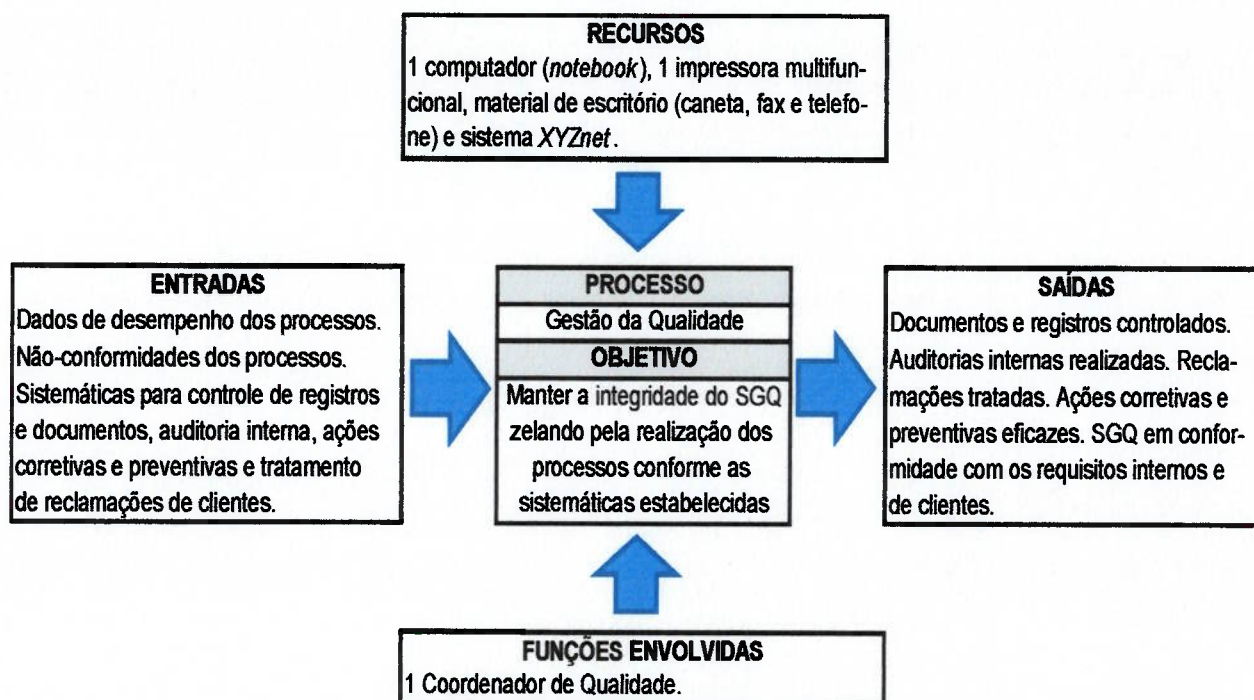 RECURSOS
1 computador (notebook), 1 impressora multifun-
cional, material de escritório (caneta, fax e telefo-
ne) e sistema XYZnet.
ENTRADAS
Dados de desempenho dos processos.
Não-conformidades dos processos.
Sistemáticas para controle de registros
e documentos, auditoria interna, ações
corretivas e preventivas e tratamento
de reclamações de clientes.
PROCESSO
Gestão da Qualidade
OBJETIVO
Manter a integridade do SGQ
zelando pela realização dos
processos conforme as
sistemáticas estabelecidas
SAÍDAS
Documentos e registros controlados.
Auditorias internas realizadas. Recla-
mações tratadas. Ações corretivas e
preventivas eficazes. SGQ em confor-
midade com os requisitos internos e
de clientes.
FUNÇÕES ENVOLVIDAS
1 Coordenador de Qualidade.